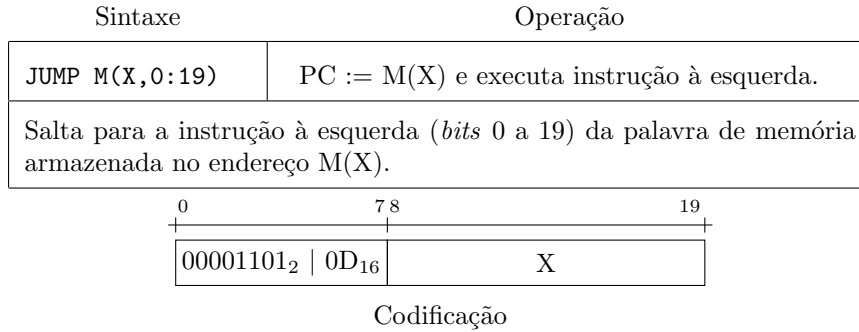 Sintaxe Operação
JUMP M(X,0:19) PC := M(X) e executa instrução à esquerda.
Salta para a instrução à esquerda (bits 0 a 19) da palavra de memória
armazenada no endereço M(X).
0 7 8 19
00001101₂ | 0D₁₆ X
Codificação